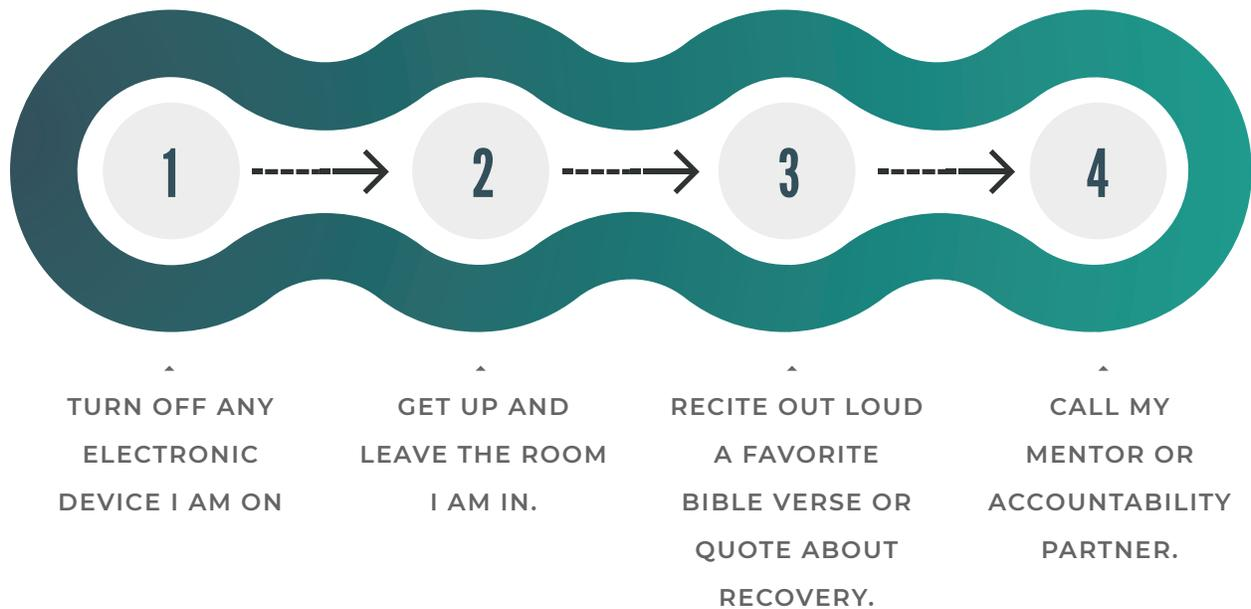 1
2
3
4
TURN OFF ANY
ELECTRONIC
DEVICE I AM ON
GET UP AND
LEAVE THE ROOM
I AM IN.
RECITE OUT LOUD
A FAVORITE
BIBLE VERSE OR
QUOTE ABOUT
RECOVERY.
CALL MY
MENTOR OR
ACCOUNTABILITY
PARTNER.